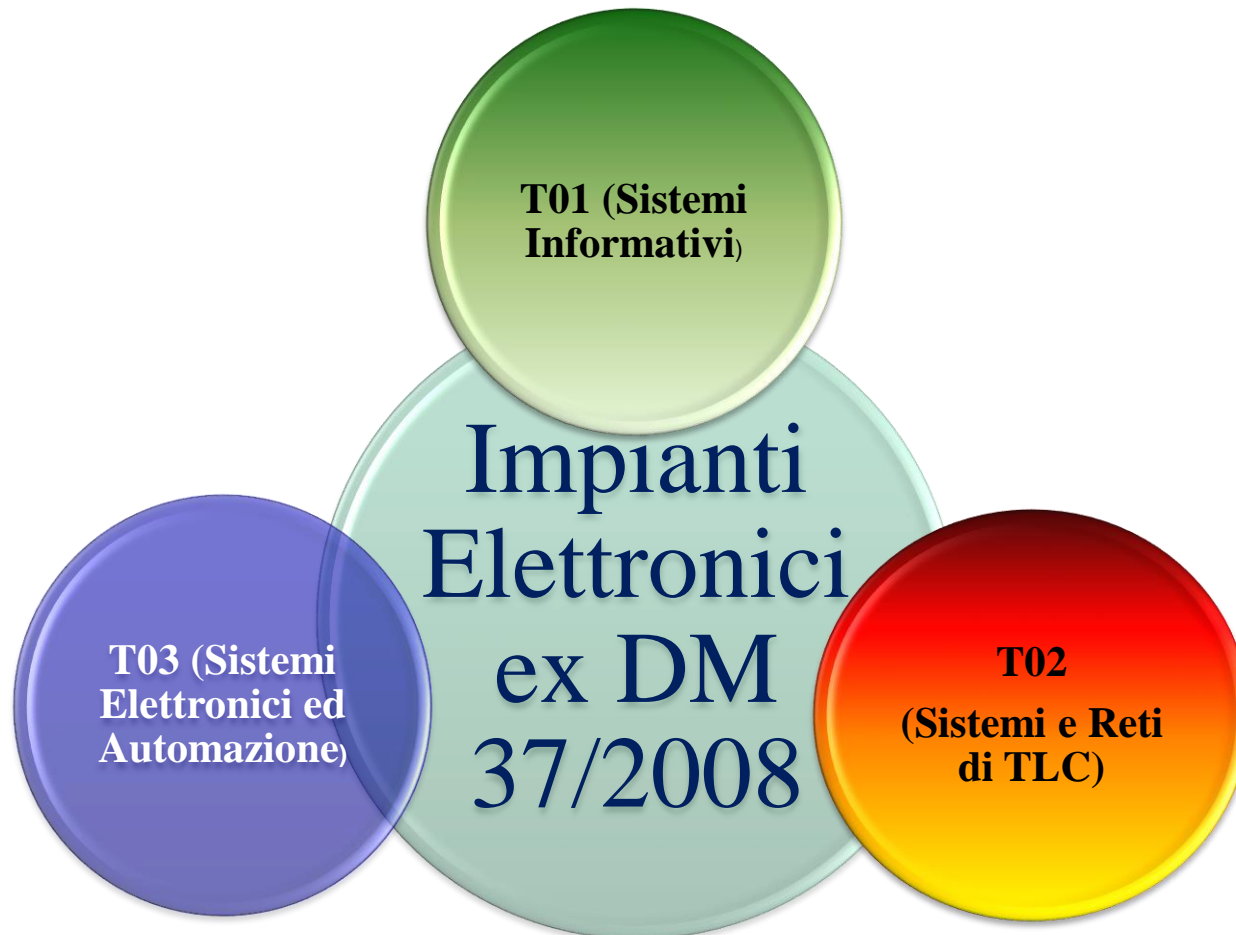 T01 (Sistemi
Informativi)
Impianti
Elettronici
ex DM
37/2008
T03 (Sistemi
Elettronici ed
Automazione)
T02
(Sistemi e Reti
di TLC)